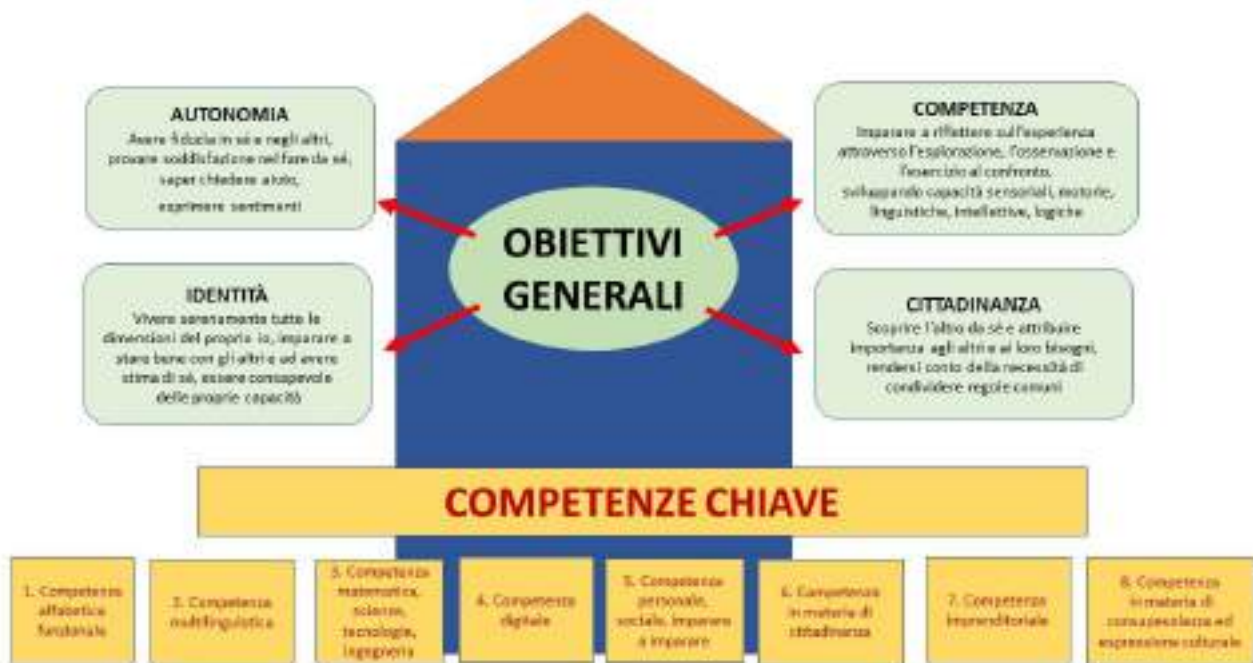 AUTONOMIA
Avere fiducia in sé e negli altri,
provare soddisfazione nel fare da sé,
saper chiedere aiuto,
esprimere sentimenti
COMPETENZA
Imparare a riflettere sull'esperienza
attraverso l'esplorazione, l'osservazione e
l'esercizio al confronto,
sviluppando capacità sensoriali, motorie,
linguistiche, intellettive, logiche
OBIETTIVI
GENERALI
IDENTITÀ
Vivere serenamente tutte le
dimensioni del proprio io, imparare a
stare bene con gli altri e ad avere
stima di sé, essere consapevole
delle proprie capacità
CITTADINANZA
Scoprire l'altro da sé e attribuire
importanza agli altri e ai loro bisogni,
rendersi conto della necessità di
condividere regole comuni
COMPETENZE CHIAVE
1. Competenza
alfabetica
funzionale
2. Competenza
multilinguistica
3. Competenza
matematica,
scienze,
tecnologie,
ingegneria
4. Competenza
digitale
5. Competenza
personale,
sociale, imparare
a imparare
6. Competenza
in materia di
cittadinanza
7. Competenza
imprenditoriale
8. Competenza
in materia di
consapevolezza ed
espressione culturale